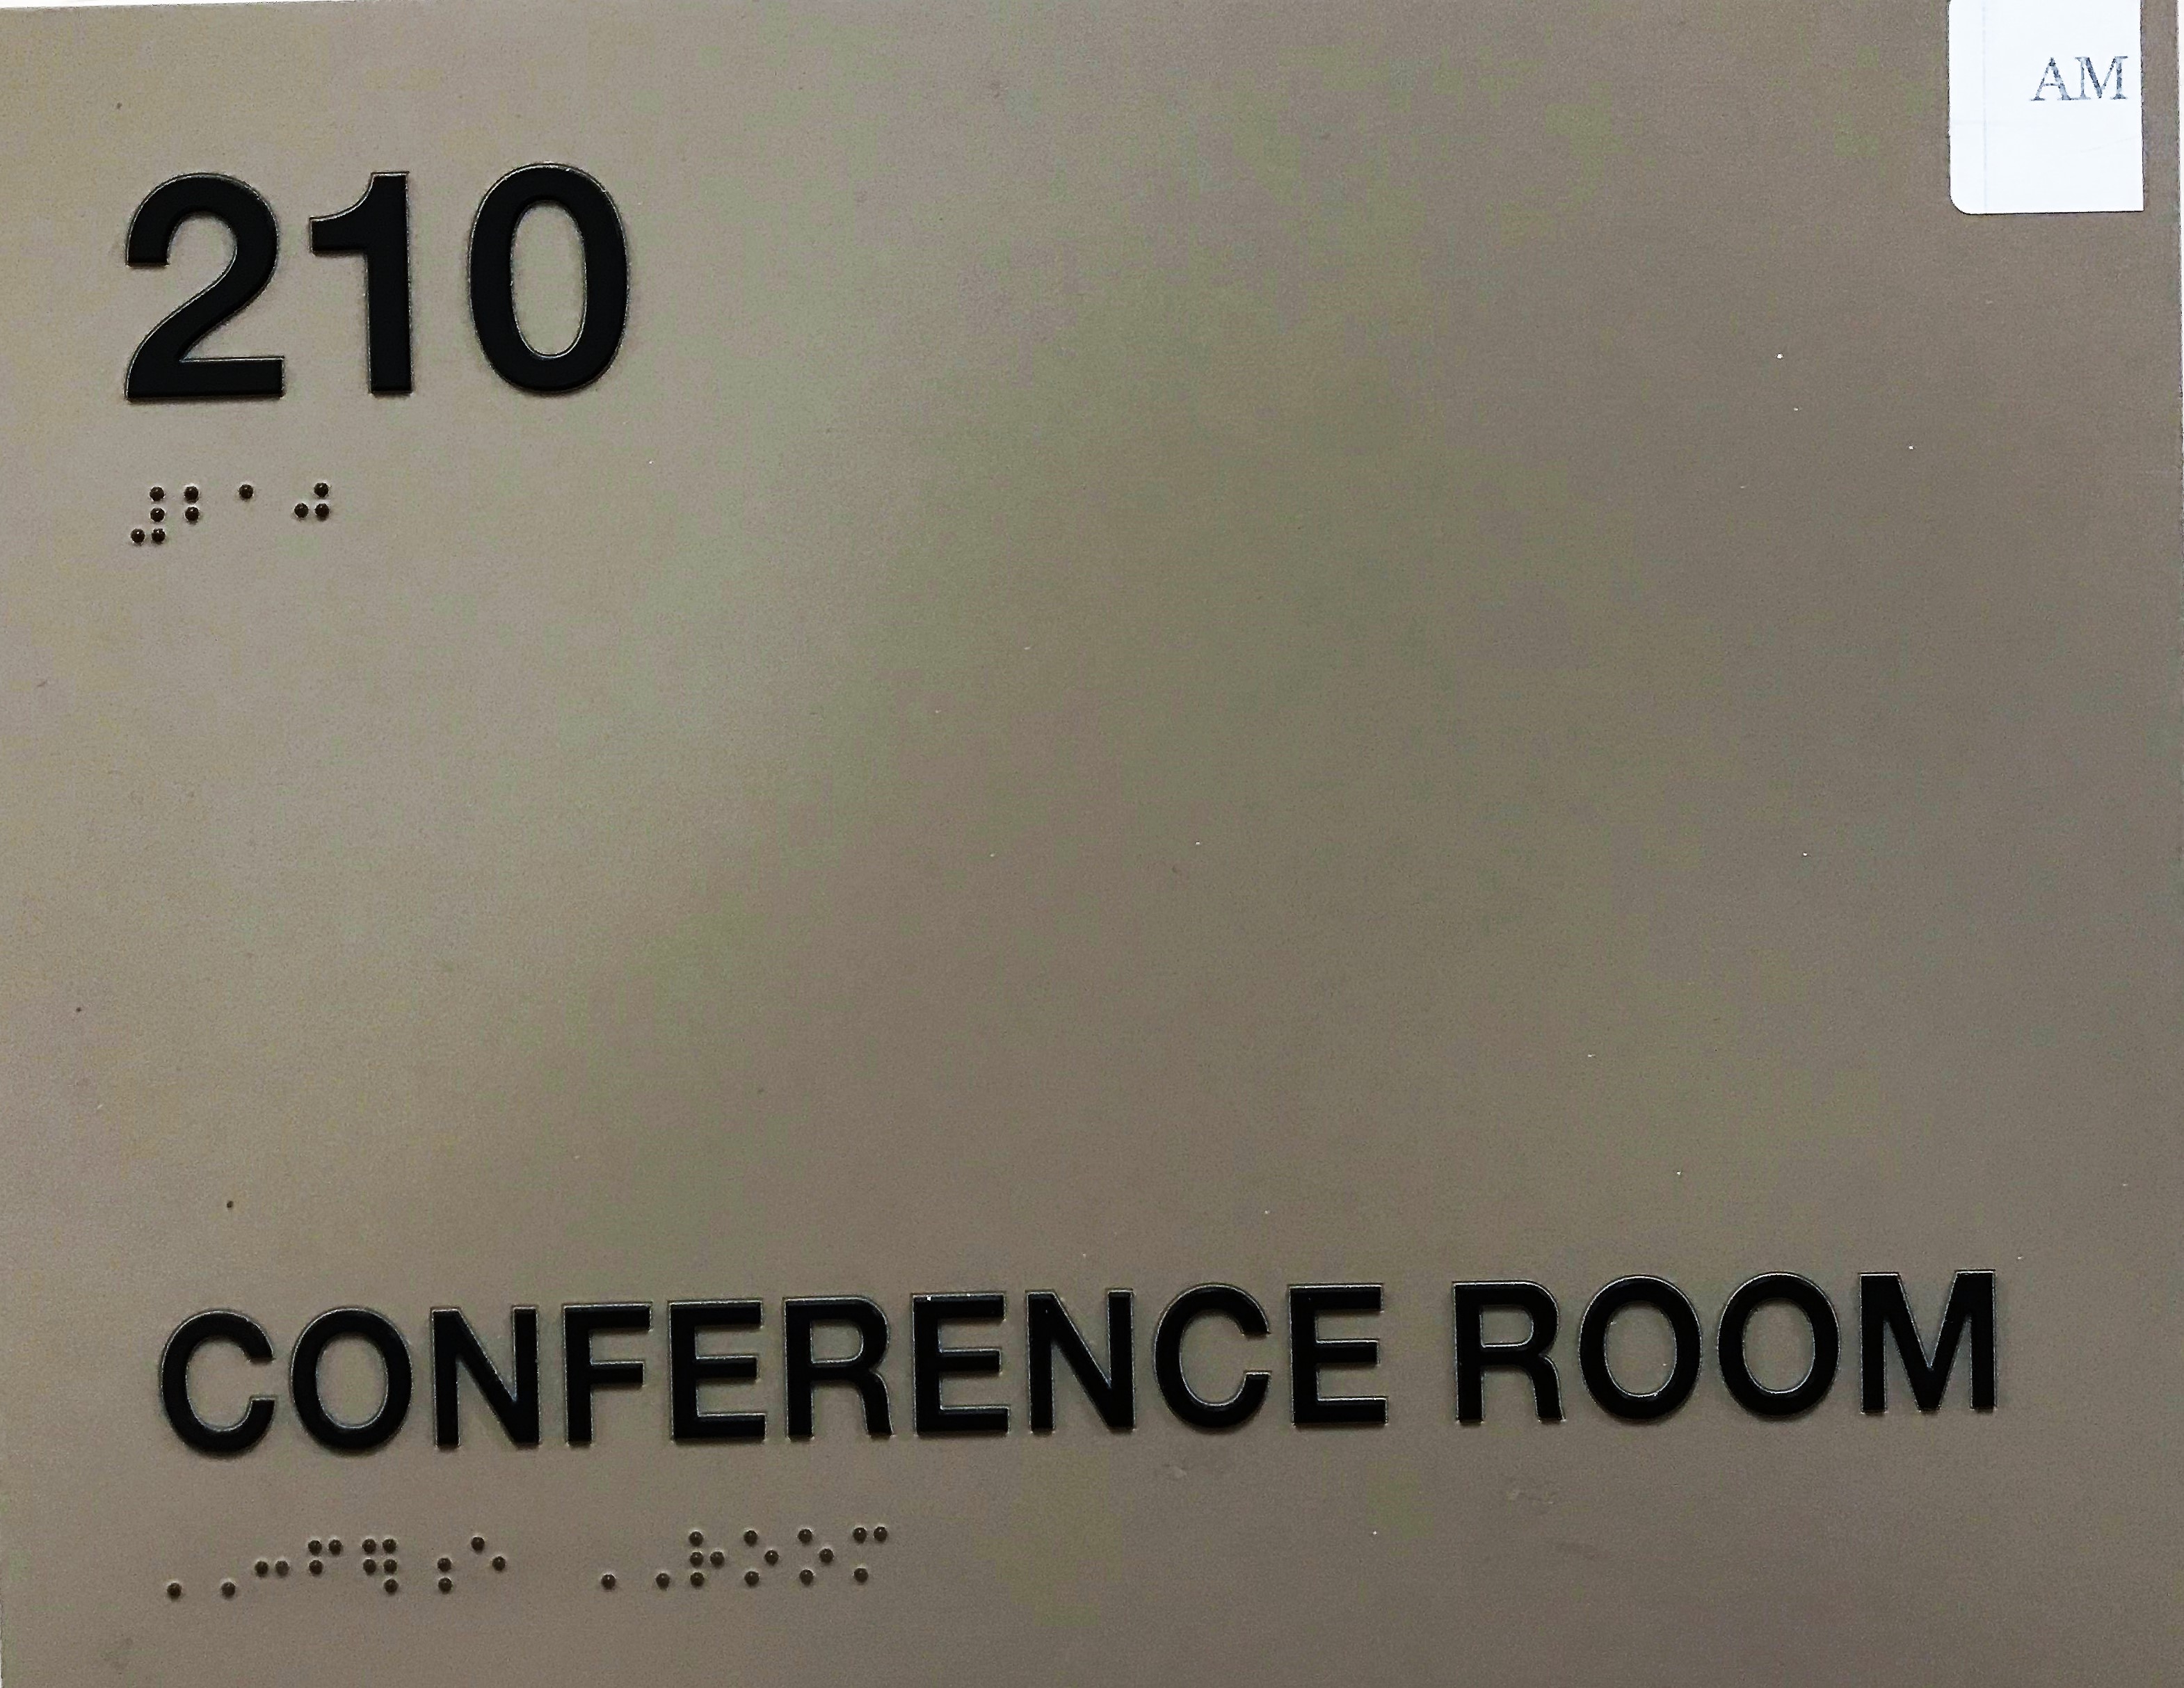 AM
210
⠼⠃⠁⠚
CONFERENCE ROOM
⠠⠠⠒⠋⠻⠰⠑ ⠠⠠⠗⠕⠕⠍